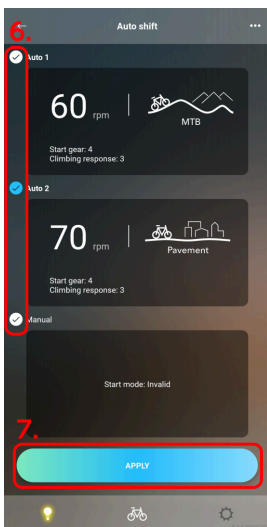 6.
Auto shift
Auto 1
60 rpm
MTB
Start gear: 4
Climbing response: 3
Auto 2
70 rpm
Pavement
Start gear: 4
Climbing response: 3
Manual
Start mode: Invalid
7.
APPLY